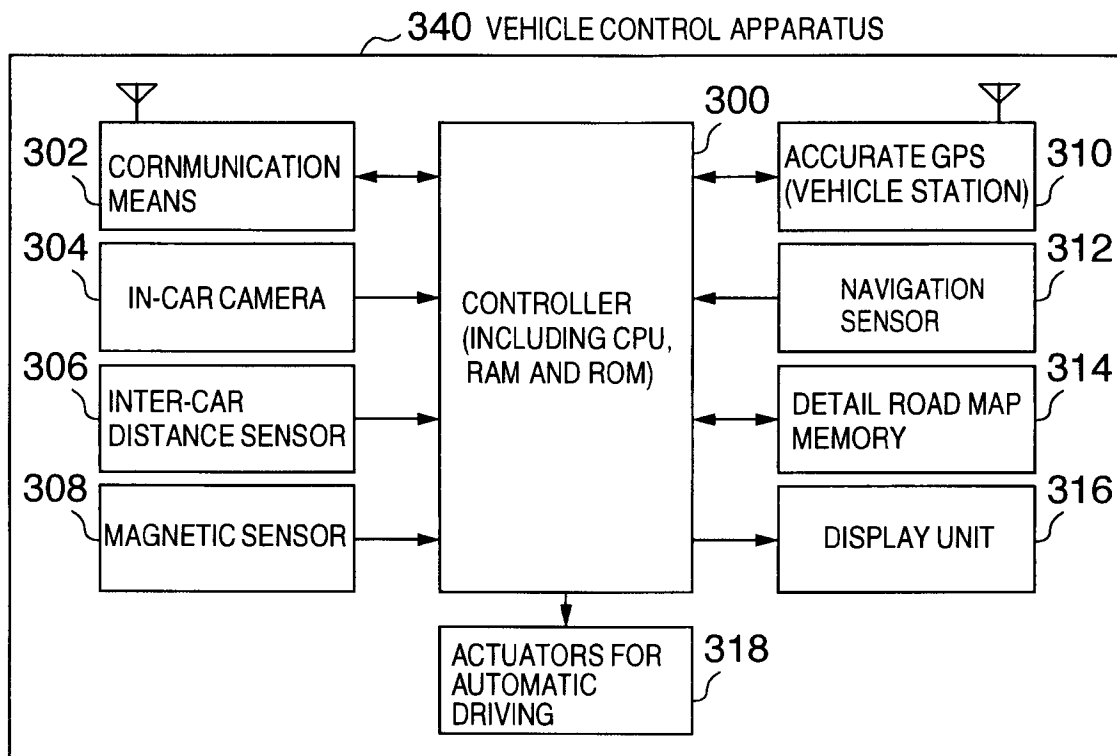 340 VEHICLE CONTROL APPARATUS
302
CORNMUNICATION
MEANS
304
IN-CAR CAMERA
306
INTER-CAR
DISTANCE SENSOR
308
MAGNETIC SENSOR
300
CONTROLLER
(INCLUDING CPU,
RAM AND ROM)
310
ACCURATE GPS
(VEHICLE STATION)
312
NAVIGATION
SENSOR
314
DETAIL ROAD MAP
MEMORY
316
DISPLAY UNIT
318
ACTUATORS FOR
AUTOMATIC
DRIVING